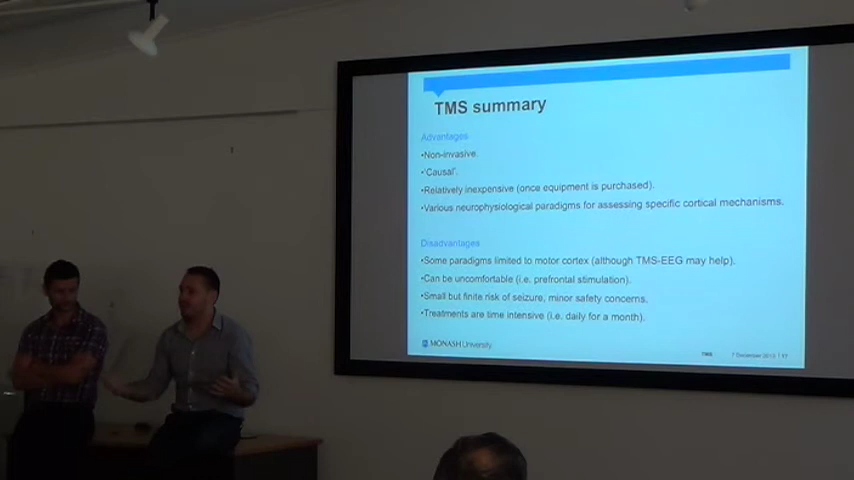 TMS summary
Advantages
•Non-invasive.
•'Causal'.
•Relatively inexpensive (once equipment is purchased).
•Various neurophysiological paradigms for assessing specific cortical mechanisms.
Disadvantages
•Some paradigms limited to motor cortex (although TMS-EEG may help).
•Can be uncomfortable (i.e. prefrontal stimulation).
•Small but finite risk of seizure, minor safety concerns.
•Treatments are time intensive (i.e. daily for a month).
MONASH University
TMS
December